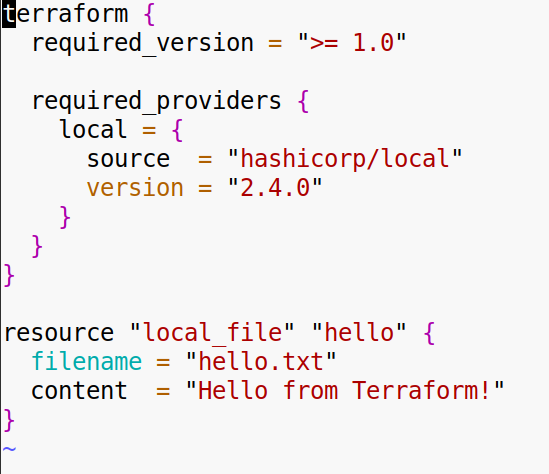 terraform {
  required_version = ">= 1.0"

  required_providers {
    local = {
      source  = "hashicorp/local"
      version = "2.4.0"
    }
  }
}

resource "local_file" "hello" {
  filename = "hello.txt"
  content  = "Hello from Terraform!"
}
~